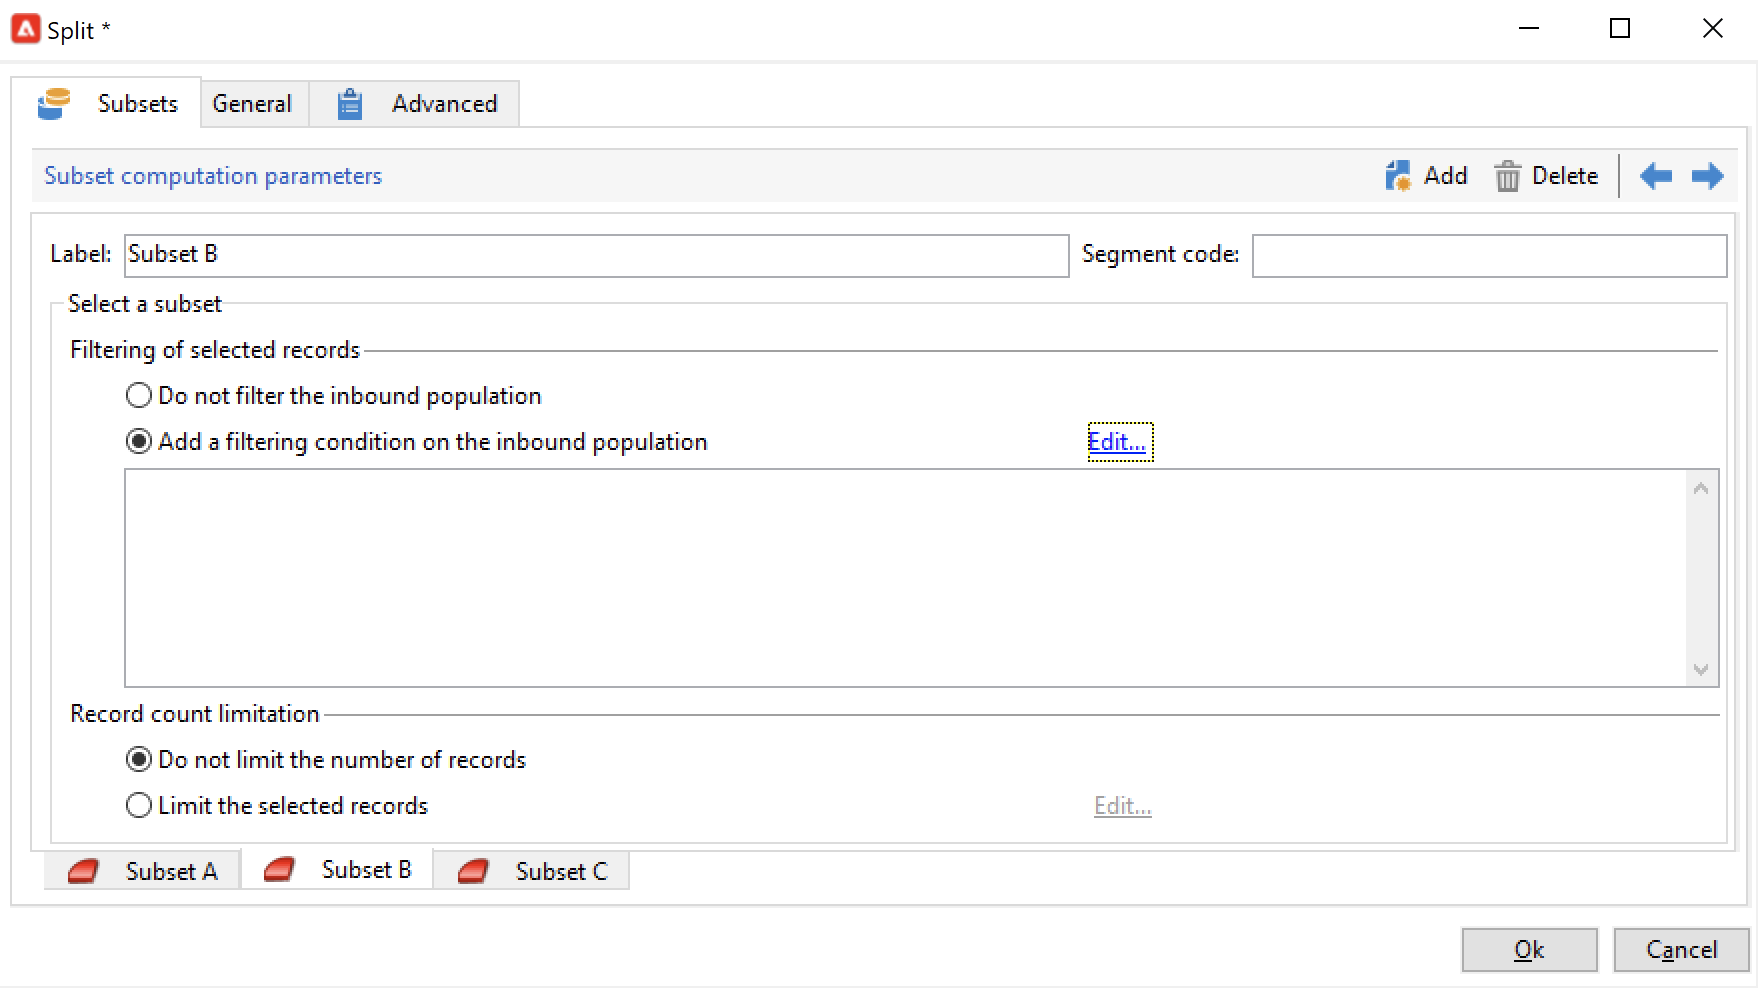 Split *
Subsets General Advanced
Subset computation parameters Add Delete
Label: Subset B Segment code:
Select a subset
Filtering of selected records
Do not filter the inbound population
Add a filtering condition on the inbound population Edit...
Record count limitation
Do not limit the number of records
Limit the selected records Edit...
Subset A Subset B Subset C
Ok Cancel